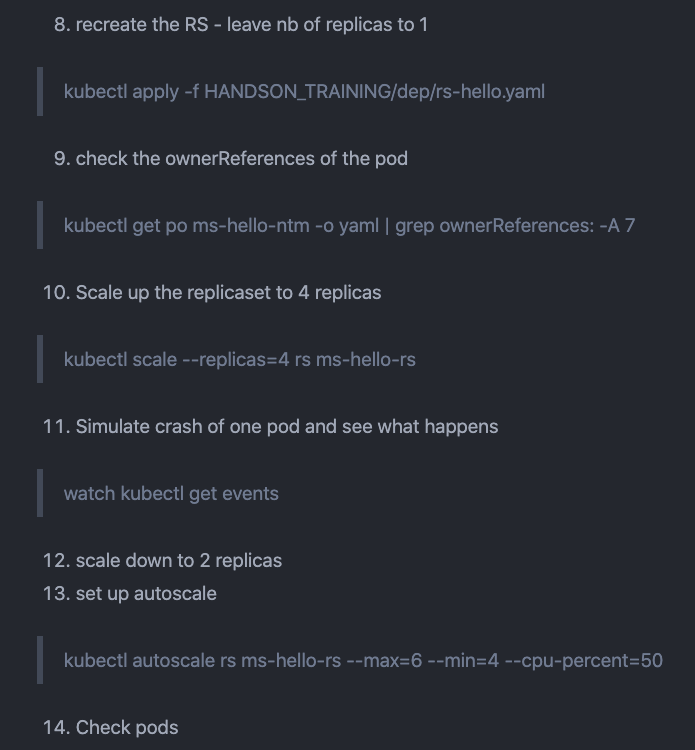 8. recreate the RS - leave nb of replicas to 1
kubectl apply -f HANDSON_TRAINING/dep/rs-hello.yaml
9. check the ownerReferences of the pod
kubectl get po ms-hello-ntm -o yaml | grep ownerReferences: -A 7
10. Scale up the replicaset to 4 replicas
kubectl scale --replicas=4 rs ms-hello-rs
11. Simulate crash of one pod and see what happens
watch kubectl get events
12. scale down to 2 replicas
13. set up autoscale
kubectl autoscale rs ms-hello-rs --max=6 --min=4 --cpu-percent=50
14. Check pods